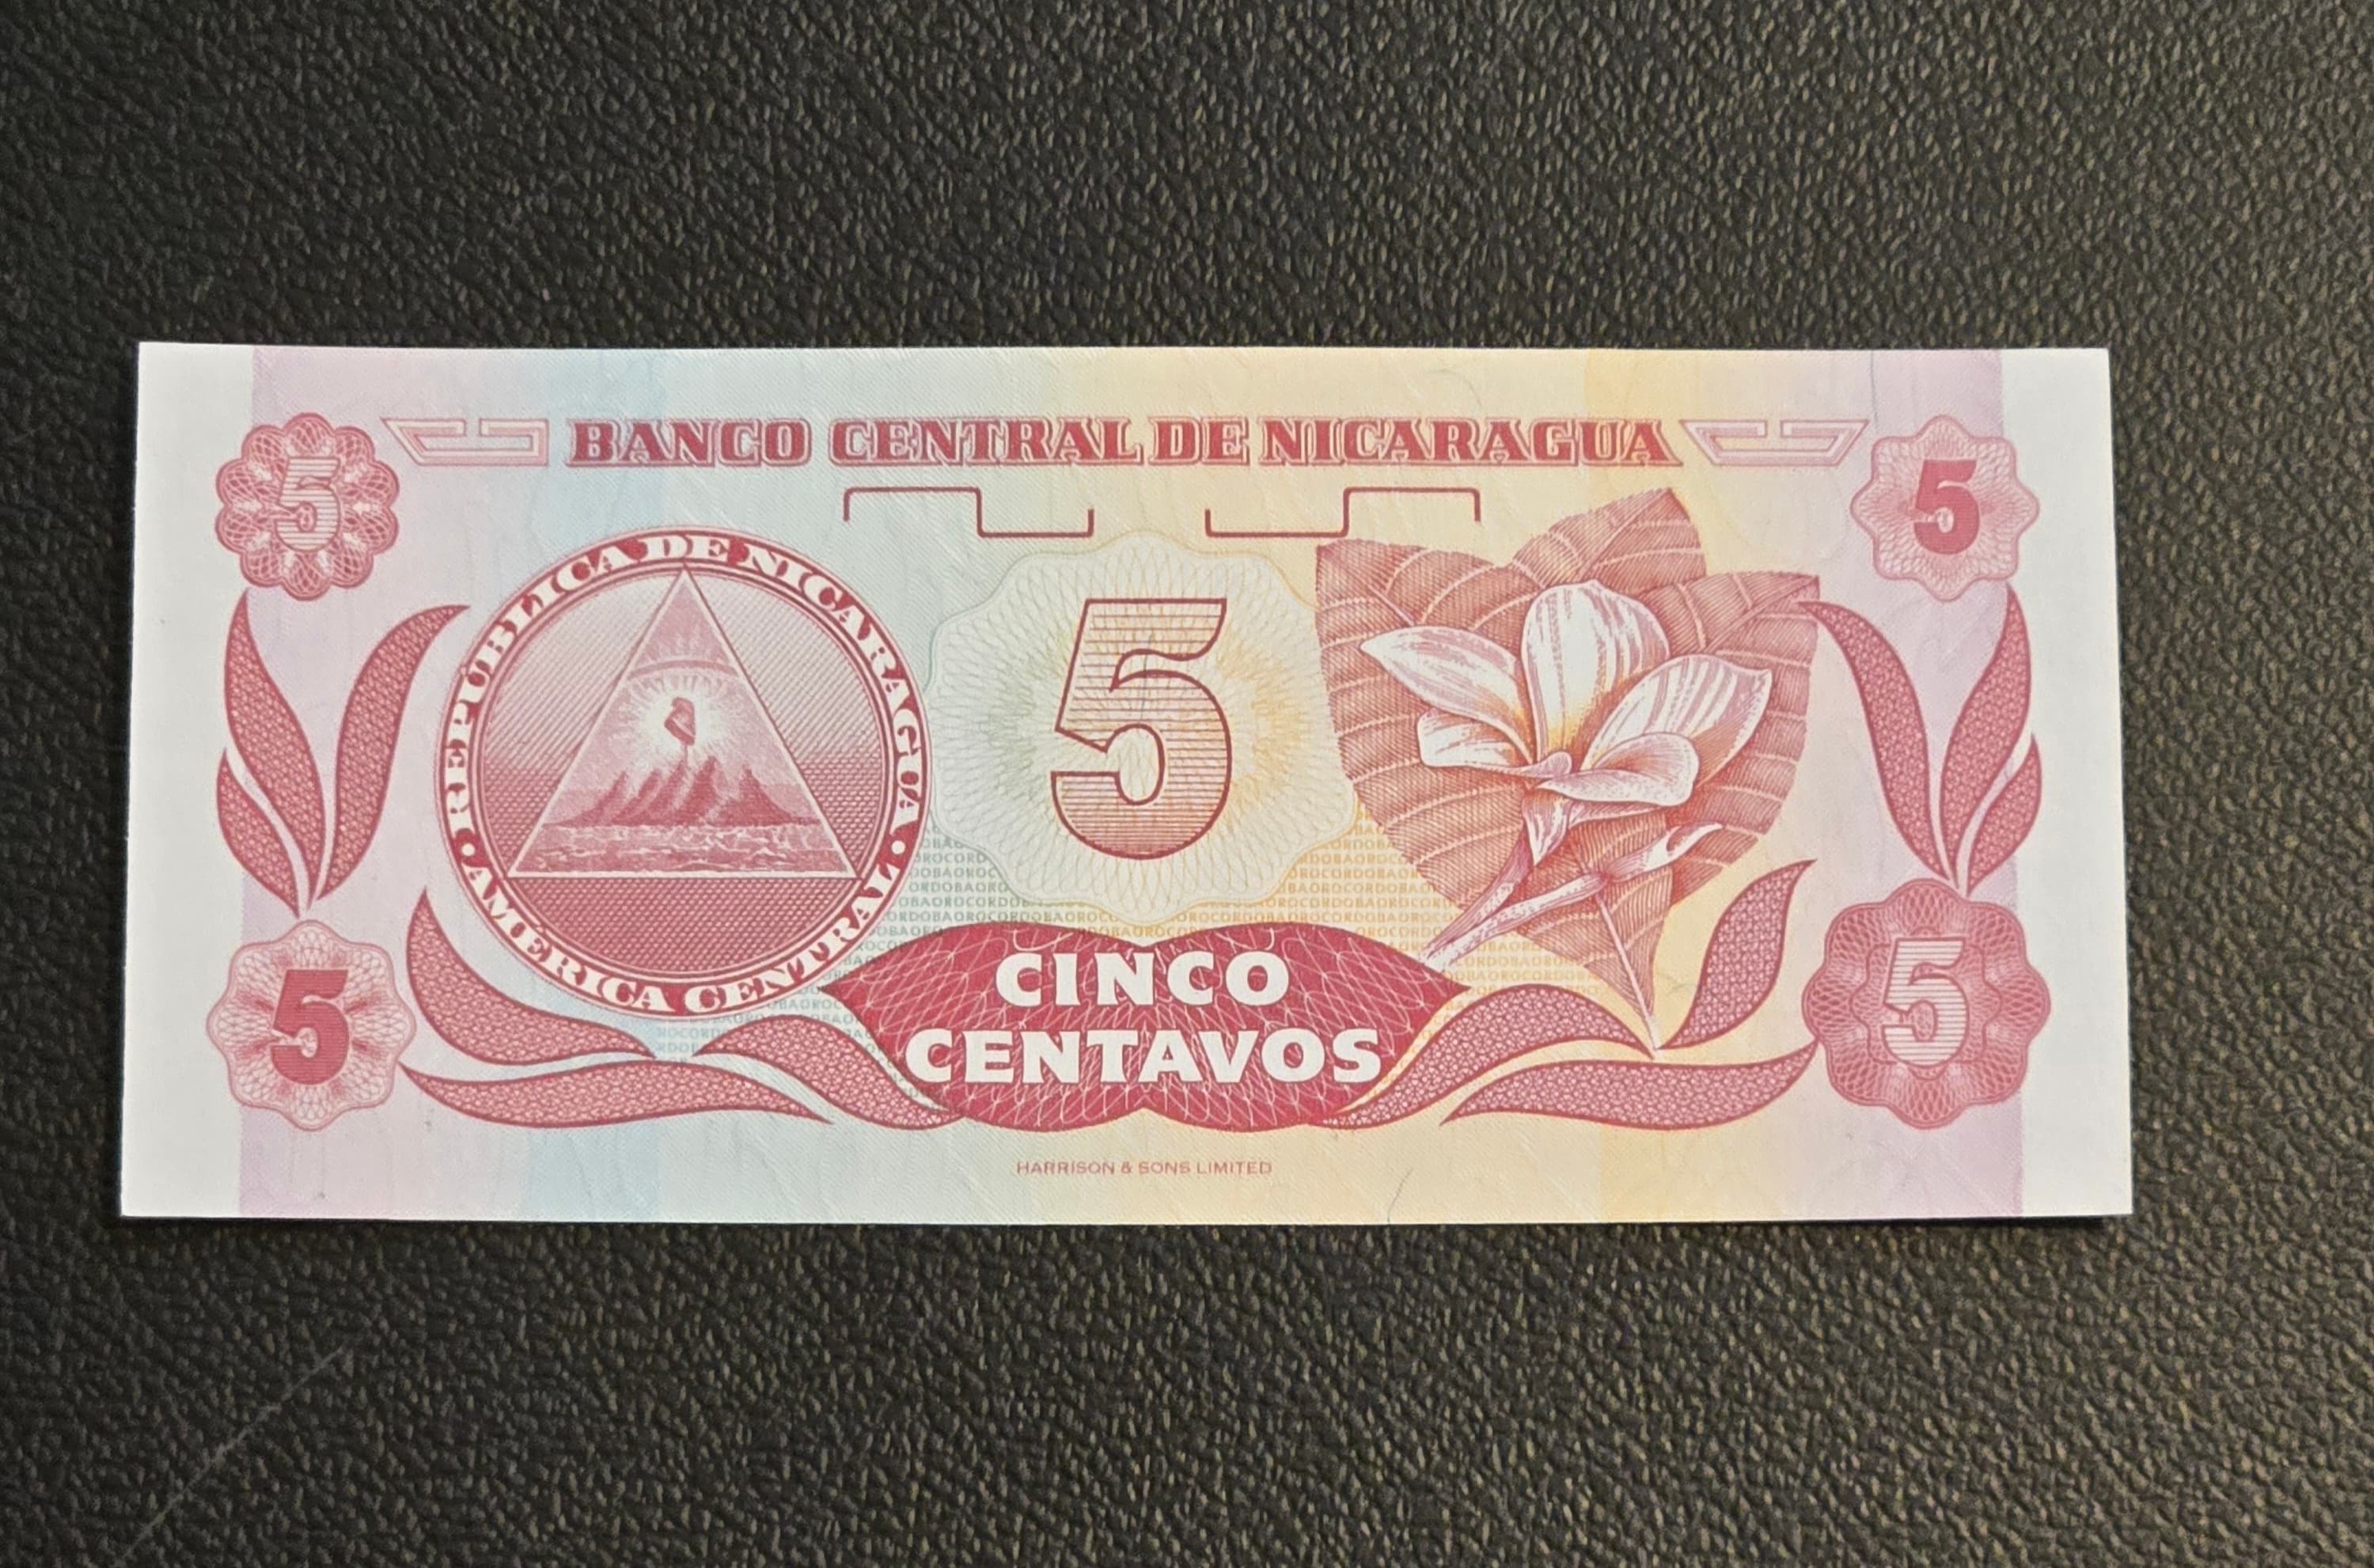 BANCO CENTRAL DE NICARAGUA
5
5
REPUBLICA DE NICARAGUA
5
· AMERICA CENTRAL ·
CINCO
CENTAVOS
5
5
HARRISON & SONS LIMITED